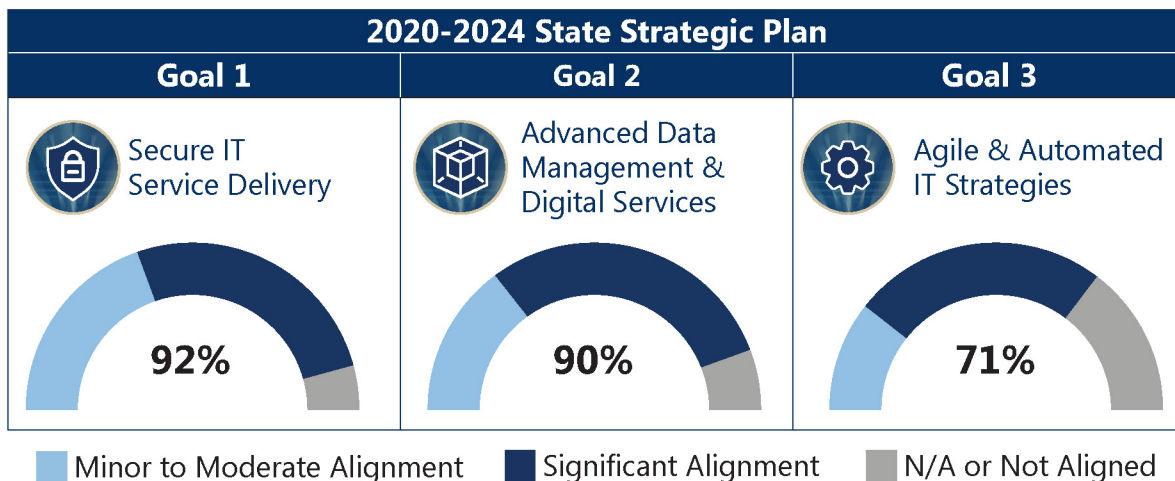 2020-2024 State Strategic Plan
Goal 1
Goal 2
Goal 3
Secure IT
Service Delivery
Advanced Data
Management &
Digital Services
Agile & Automated
IT Strategies
92%
90%
71%
Minor to Moderate Alignment
Significant Alignment
N/A or Not Aligned